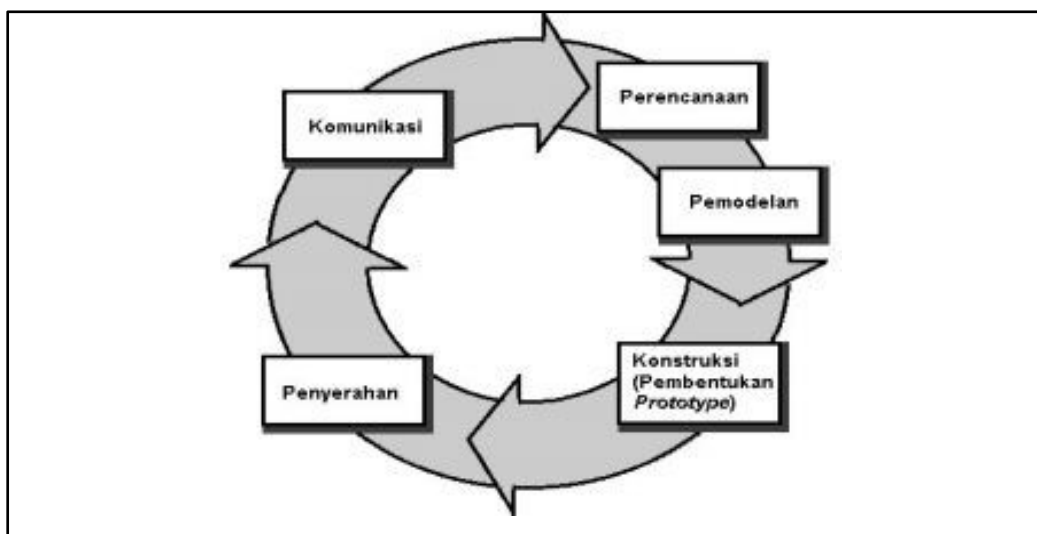 Komunikasi
Perencanaan
Pemodelan
Konstruksi
(Pembentukan
Prototype)
Penyerahan